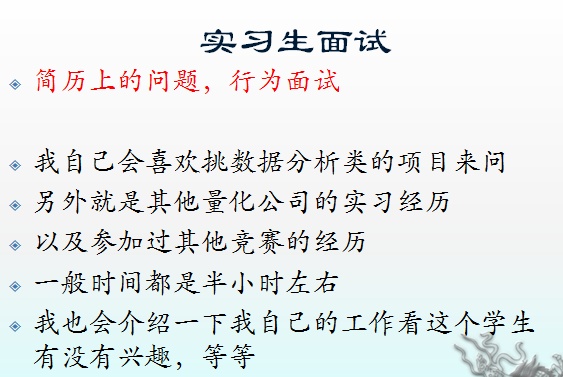 实习生面试
简历上的问题，行为面试
我自己会喜欢挑数据分析类的项目来问
另外就是其他量化公司的实习经历
以及参加过其他竞赛的经历
一般时间都是半小时左右
我也会介绍一下我自己的工作看这个学生
有没有兴趣，等等